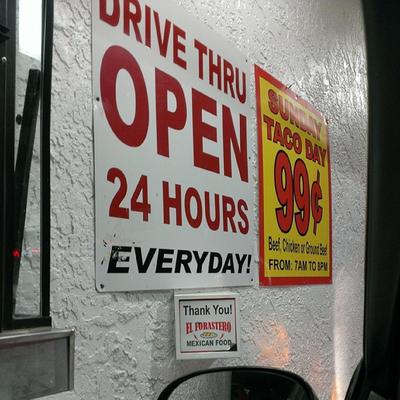 DRIVE THRU
OPEN
24 HOURS
EVERYDAY!
SUNDAY
TACO DAY
99¢
Beef, Chicken or Ground Beef
FROM: 7AM TO 8PM
Thank You!
EL FORASTERO
MEXICAN FOOD